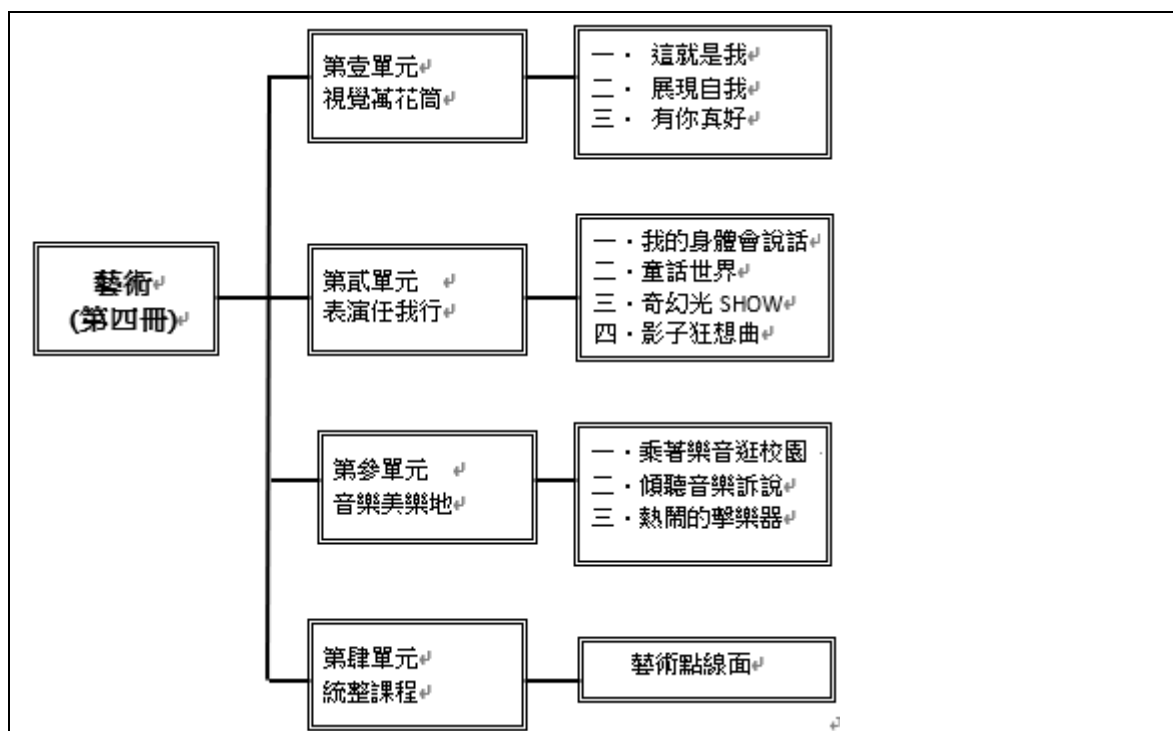 藝術
(第四冊)
第壹單元
視覺萬花筒
一‧ 這就是我
二‧ 展現自我
三‧ 有你真好
第貳單元
表演任我行
一‧我的身體會說話
二‧童話世界
三‧奇幻光 SHOW
四‧影子狂想曲
第參單元
音樂美樂地
一‧乘著樂音逛校園
二‧傾聽音樂訴說
三‧熱鬧的擊樂器
第肆單元
統整課程
藝術點線面